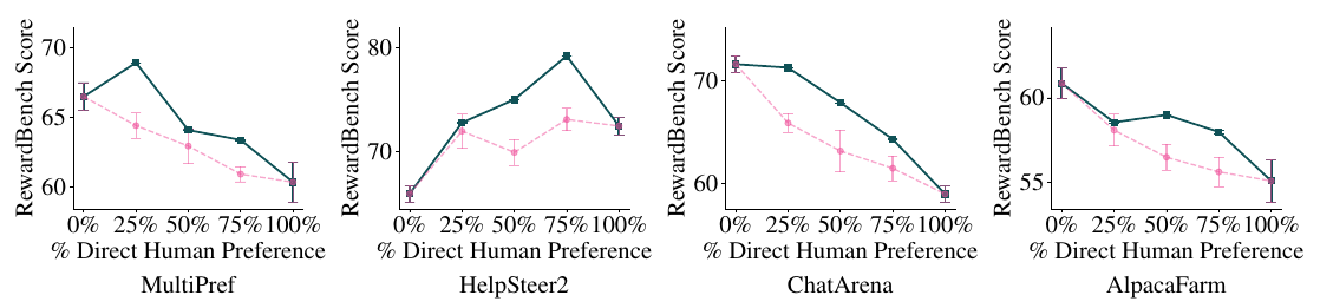 RewardBench Score
70
65
60
0% 25% 50% 75% 100%
% Direct Human Preference
MultiPref
RewardBench Score
80
70
0% 25% 50% 75% 100%
% Direct Human Preference
HelpSteer2
RewardBench Score
70
60
0% 25% 50% 75% 100%
% Direct Human Preference
ChatArena
RewardBench Score
60
55
0% 25% 50% 75% 100%
% Direct Human Preference
AlpacaFarm